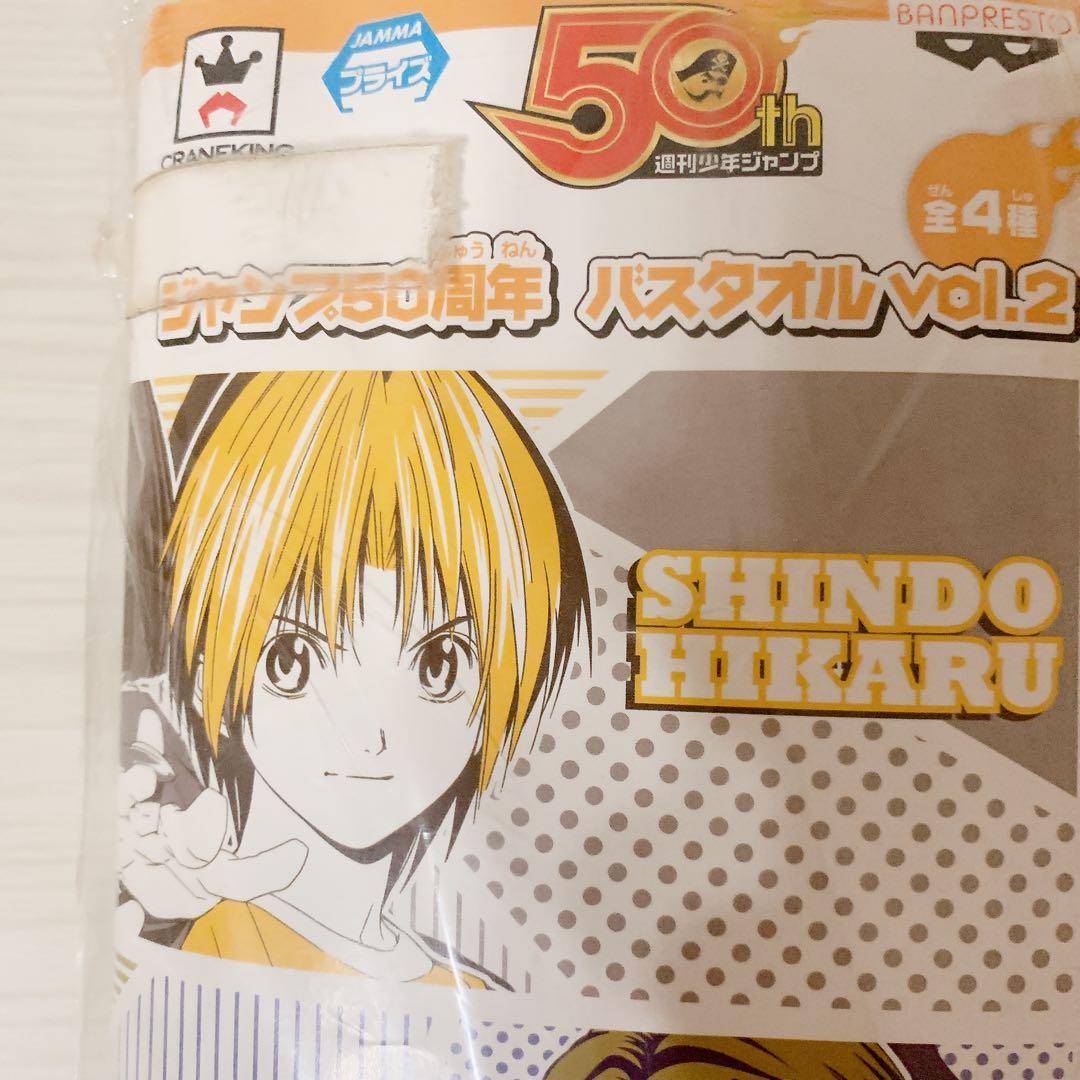 BANPRESTO
JAMMA
プライズ
CRANEKING
50th
週刊少年ジャンプ
ぜん しゅ
全4種
ゅう ねん
ジャンプ50周年 バスタオル vol.2
SHINDO
HIKARU